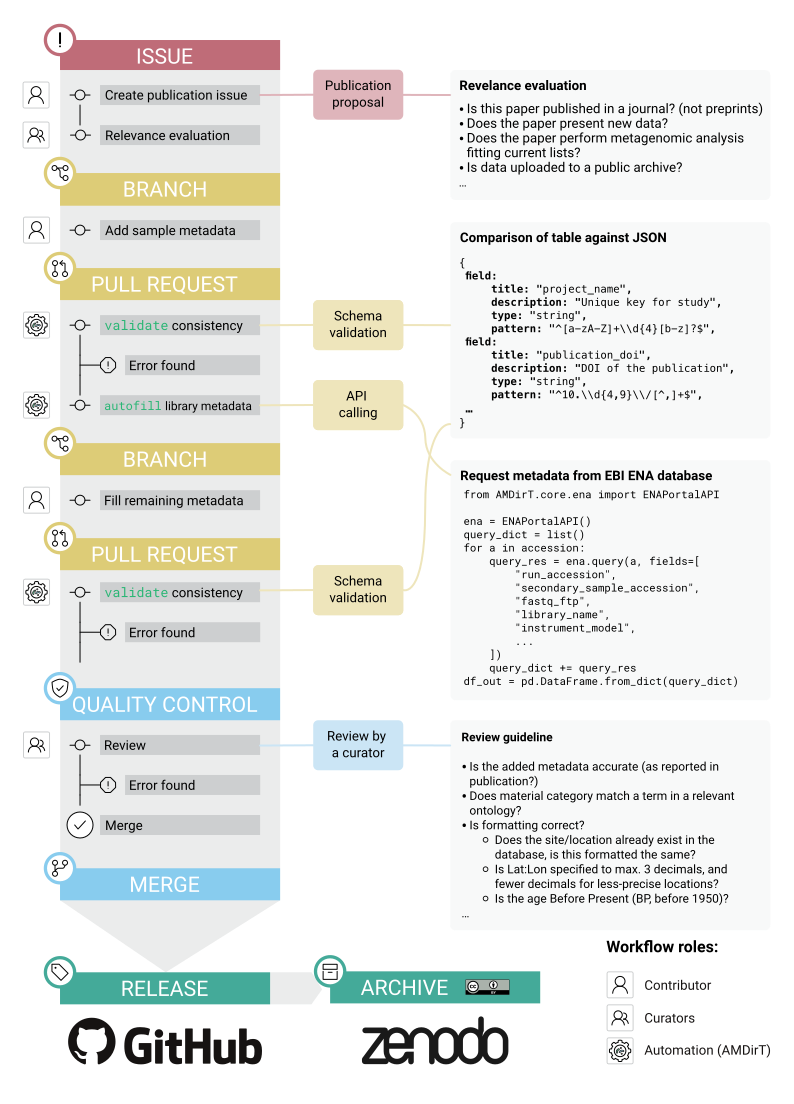 !
ISSUE
Create publication issue
Relevance evaluation
BRANCH
Add sample metadata
PULL REQUEST
validate consistency
! Error found
autofill library metadata
BRANCH
Fill remaining metadata
PULL REQUEST
validate consistency
! Error found
QUALITY CONTROL
Review
! Error found
Merge
MERGE
RELEASE
GitHub
ARCHIVE
cc BY
zenodo
Publication
proposal
Schema
validation
API
calling
Schema
validation
Review by
a curator
Revelance evaluation
• Is this paper published in a journal? (not preprints)
• Does the paper present new data?
• Does the paper perform metagenomic analysis
fitting current lists?
• Is data uploaded to a public archive?
...
Comparison of table against JSON
{
field:
title: "project_name",
description: "Unique key for study",
type: "string",
pattern: "^[a-zA-Z]+\\d{4}[b-z]?$",
field:
title: "publication_doi",
description: "DOI of the publication",
type: "string",
pattern: "^10.\\d{4,9}\\/[^,]+$",
...
}
Request metadata from EBI ENA database
from AMDirT.core.ena import ENAPortalAPI
ena = ENAPortalAPI()
query_dict = list()
for a in accession:
query_res = ena.query(a, fields=[
"run_accession",
"secondary_sample_accession",
"fastq_ftp",
"library_name",
"instrument_model",
...
])
query_dict += query_res
df_out = pd.DataFrame.from_dict(query_dict)
Review guideline
• Is the added metadata accurate (as reported in
publication?)
• Does material category match a term in a relevant
ontology?
• Is formatting correct?
○ Does the site/location already exist in the
database, is this formatted the same?
○ Is Lat:Lon specified to max. 3 decimals, and
fewer decimals for less-precise locations?
○ Is the age Before Present (BP, before 1950)?
...
Workflow roles:
Contributor
Curators
Automation (AMDirT)